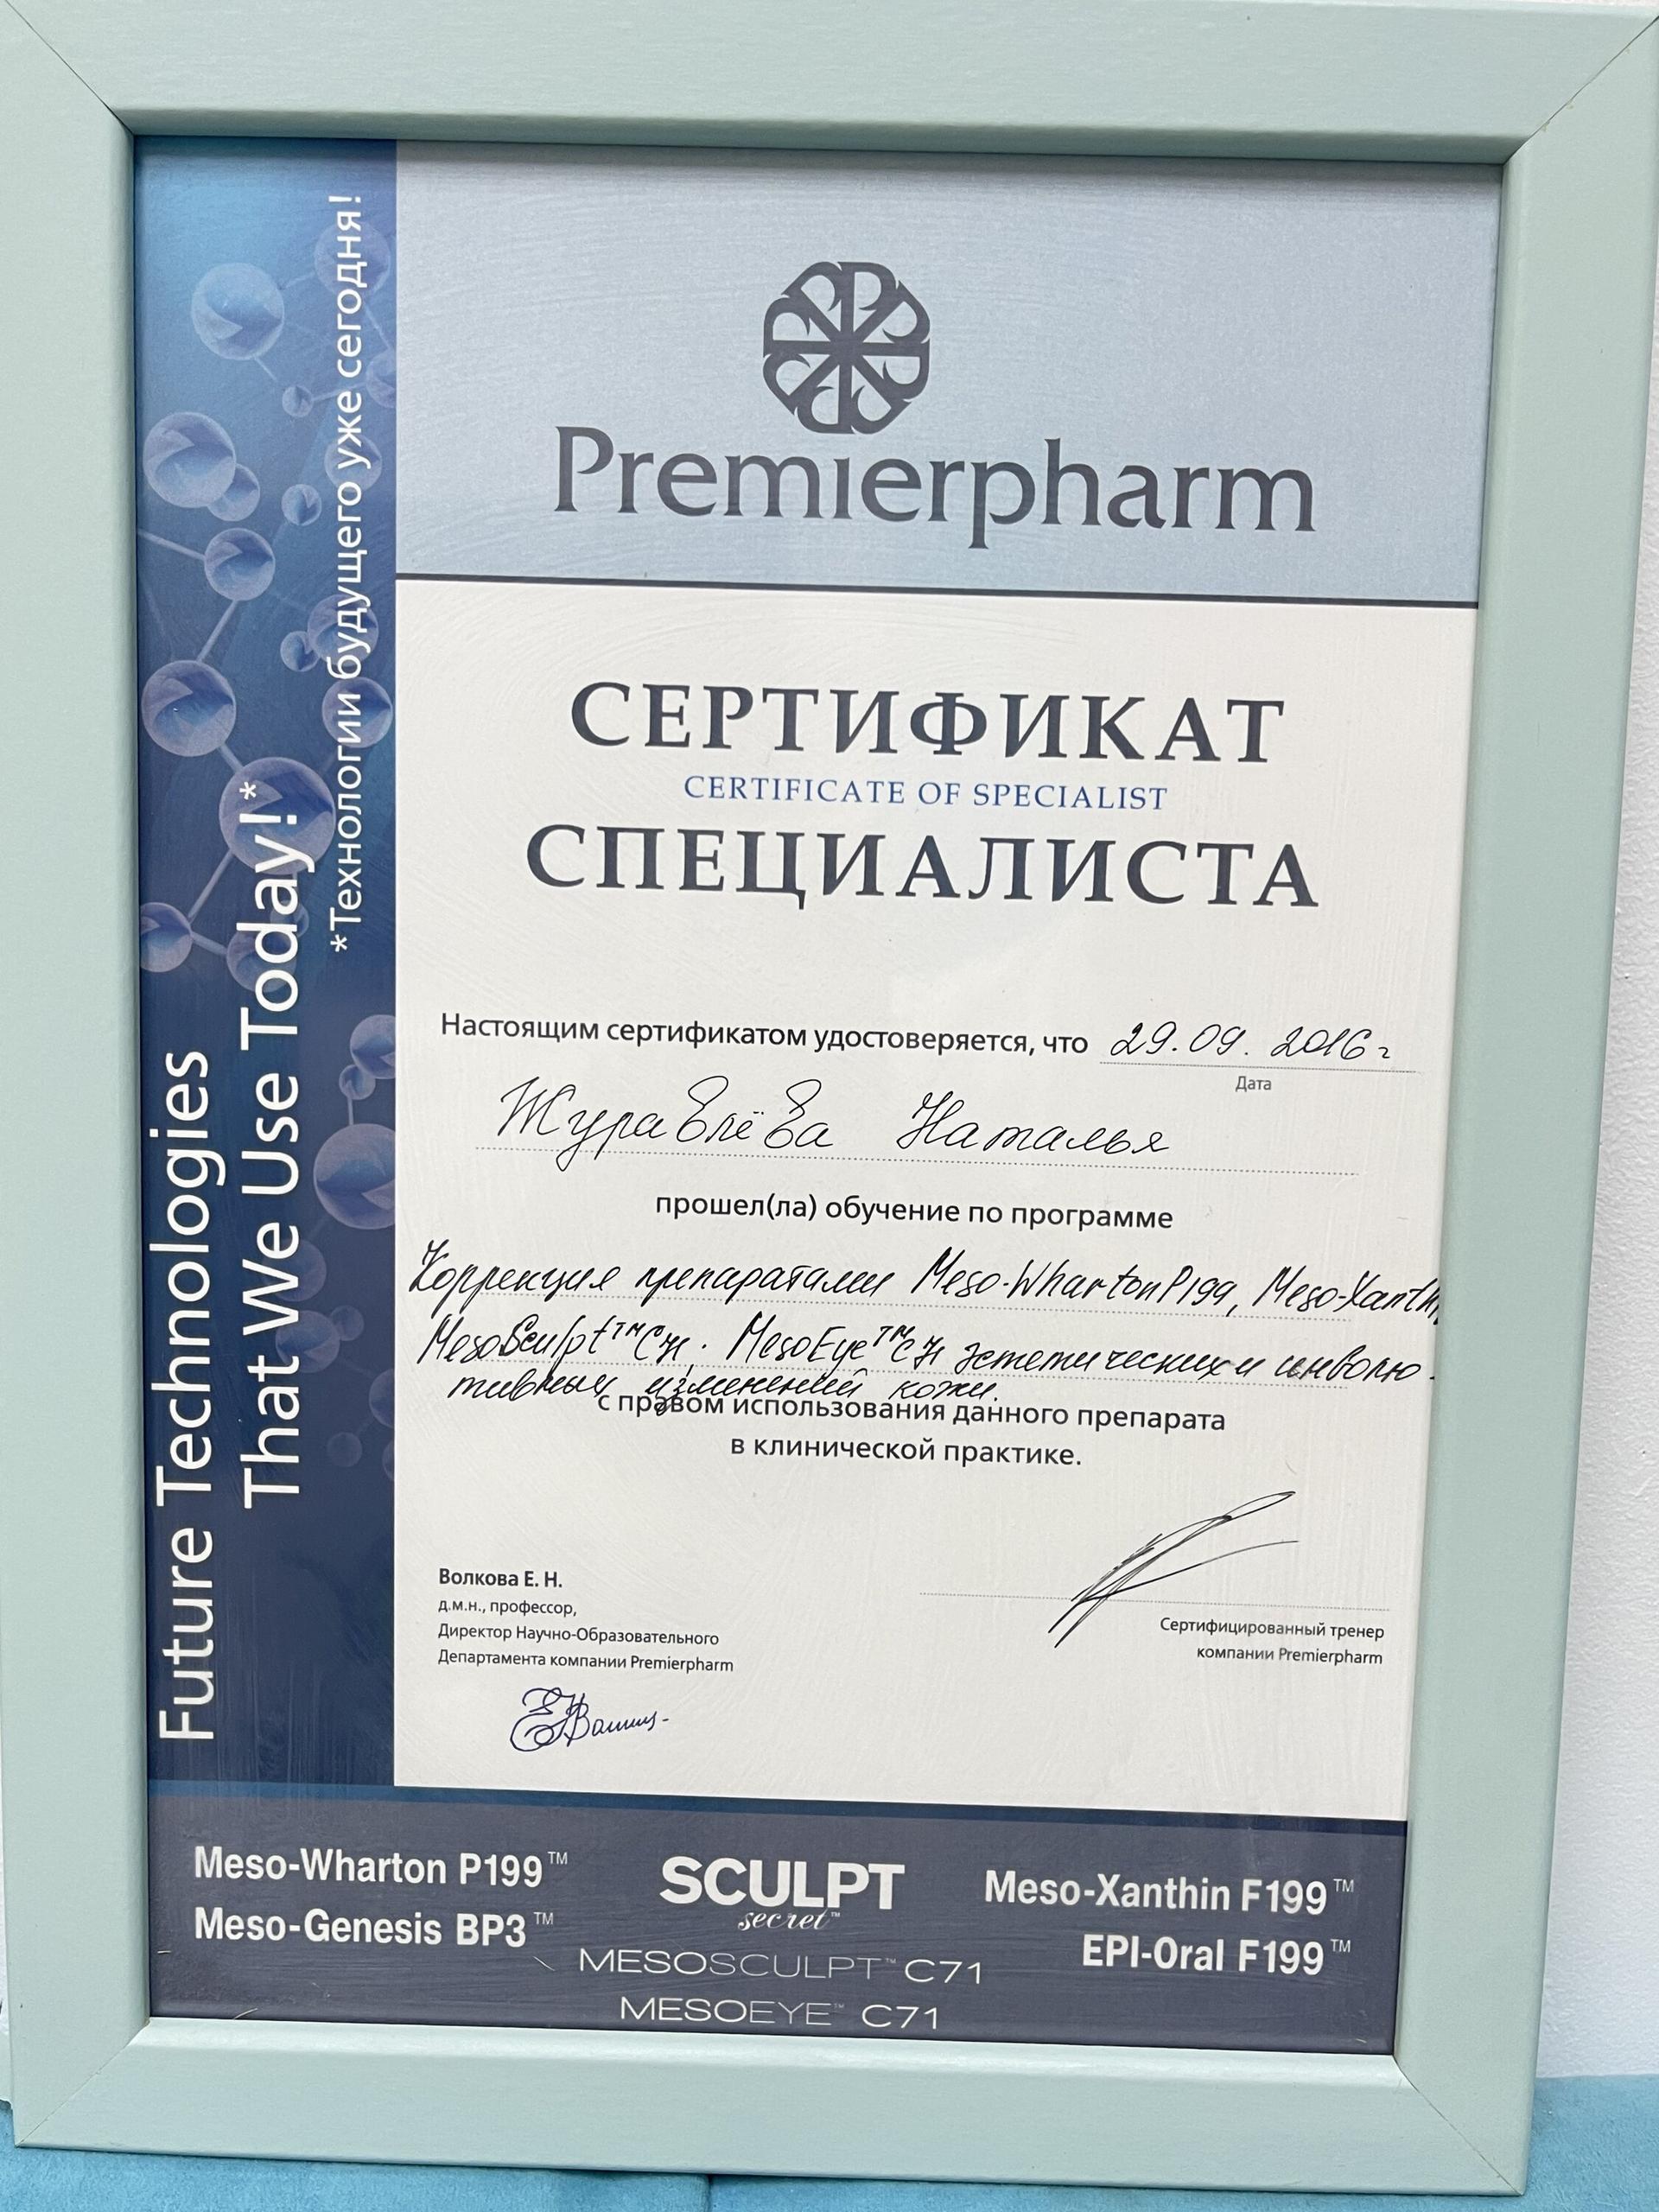 Premierpharm
СЕРТИФИКАТ
CERTIFICATE OF SPECIALIST
СПЕЦИАЛИСТА
Настоящим сертификатом удостоверяется, что 29.09.2016г
Дата
Журавлёва Наталья
прошел(ла) обучение по программе
Коррекция препаратами Meso-Wharton P199, Meso-Xanthin,
MesoSculpt™ C71, MesoEye™ C71 эстетических и инволю-
тивных изменений кожи.
с правом использования данного препарата
в клинической практике.
Волкова Е. Н.
д.м.н., профессор,
Директор Научно-Образовательного
Департамента компании Premierpharm
Сертифицированный тренер
компании Premierpharm
Future Technologies
That We Use Today!*
*Технологии будущего уже сегодня!
Meso-Wharton P199™
Meso-Genesis BP3™
SCULPT
secret™
MESOSCULPT™ C71
MESOEYE™ C71
Meso-Xanthin F199™
EPI-Oral F199™